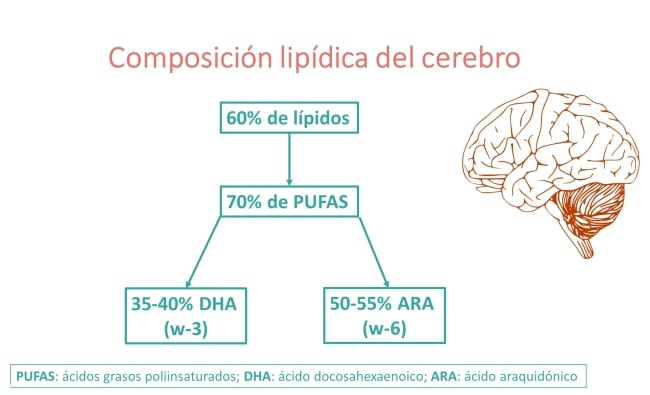 Composición lipídica del cerebro
60% de lípidos
70% de PUFAS
35-40% DHA
(w-3)
50-55% ARA
(w-6)
PUFAS: ácidos grasos poliinsaturados; DHA: ácido docosahexaenoico; ARA: ácido araquidónico